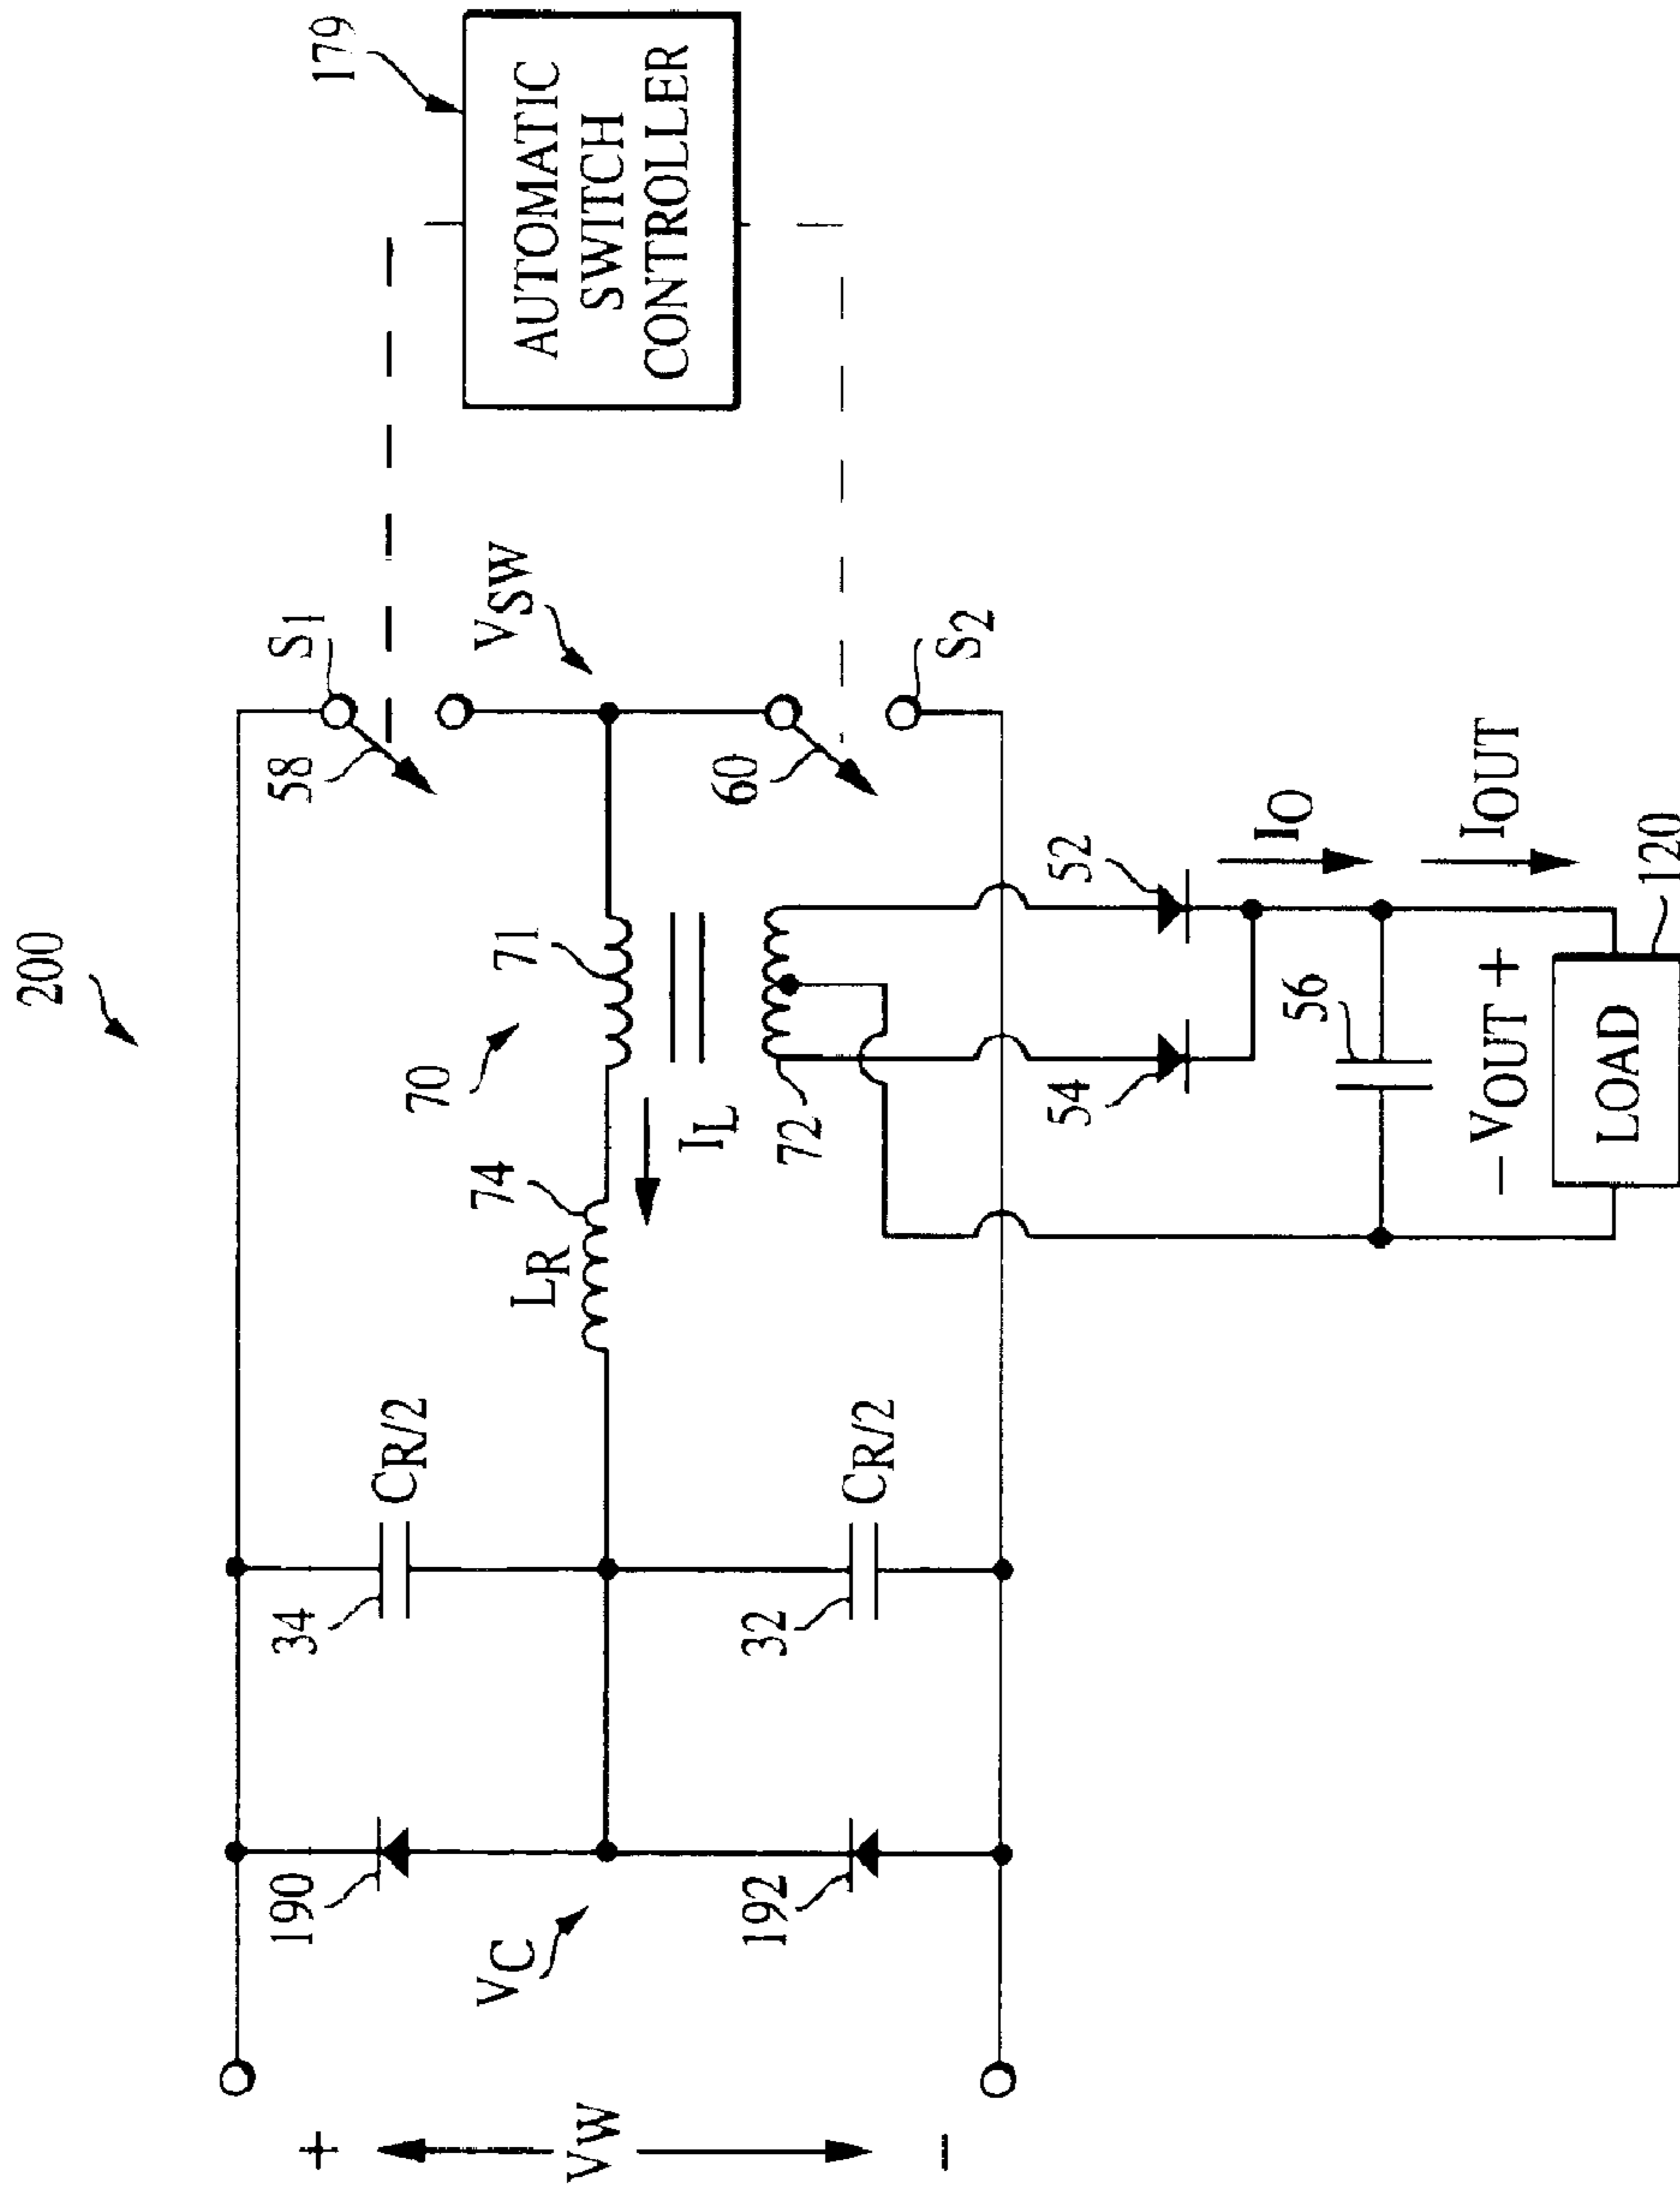 200
179
AUTOMATIC
SWITCH
CONTROLLER
58
S1
VSW
60
S2
70
71
72
74
LR
IL
34
CR/2
32
CR/2
190
192
VC
+
VW
-
52
54
IO
IOUT
56
- VOUT +
LOAD
120